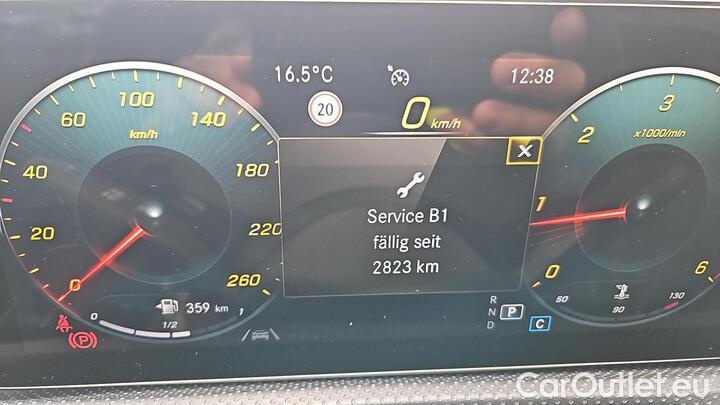 16.5°C
12:38
20
0 km/h
0
20
40
60
100
140
180
220
260
km/h
Service B1
fällig seit
2823 km
0
1
2
3
6
x1000/min
359 km
0
1/2
1
R
N P
D C
50
90
130
P
CarOutlet.eu